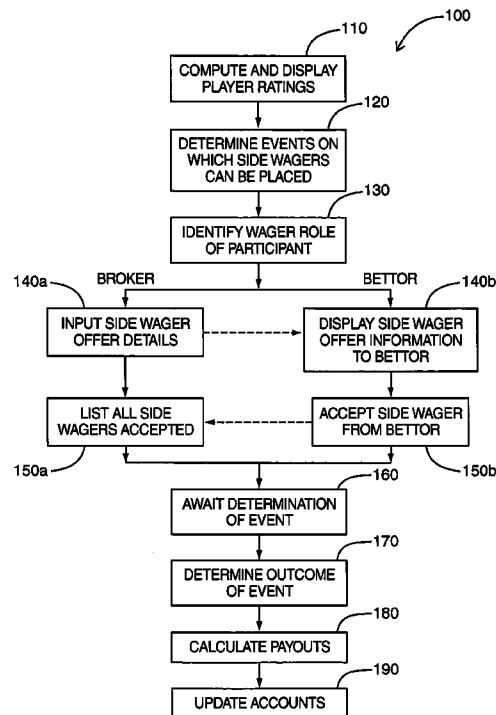 100
110
COMPUTE AND DISPLAY
PLAYER RATINGS
120
DETERMINE EVENTS ON
WHICH SIDE WAGERS
CAN BE PLACED
130
IDENTIFY WAGER ROLE
OF PARTICIPANT
BROKER
BETTOR
140a
140b
INPUT SIDE WAGER
OFFER DETAILS
DISPLAY SIDE WAGER
OFFER INFORMATION
TO BETTOR
LIST ALL SIDE
WAGERS ACCEPTED
ACCEPT SIDE WAGER
FROM BETTOR
150a
150b
160
AWAIT DETERMINATION
OF EVENT
170
DETERMINE OUTCOME
OF EVENT
180
CALCULATE PAYOUTS
190
UPDATE ACCOUNTS